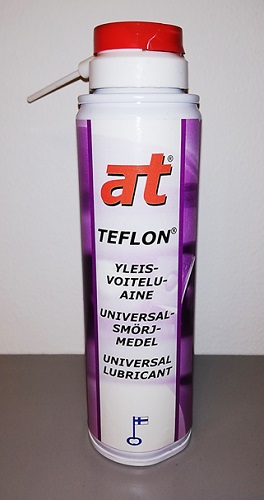 at®
TEFLON®
YLEIS-
VOITELU-
AINE
UNIVERSAL-
SMÖRJ-
MEDEL
UNIVERSAL
LUBRICANT